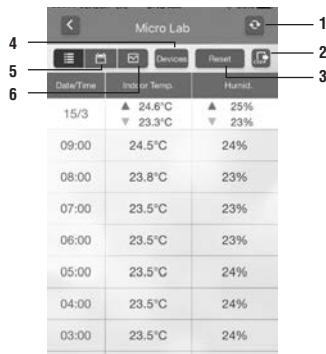 Micro Lab
1
4
Devices
Reset
2
5
6
3
Date/Time Indoor Temp. Humid.
15/3 ▲ 24.6°C ▲ 25%
▼ 23.3°C ▼ 23%
09:00 24.5°C 24%
08:00 23.8°C 23%
07:00 23.5°C 23%
06:00 23.5°C 23%
05:00 23.5°C 24%
04:00 23.5°C 24%
03:00 23.5°C 24%